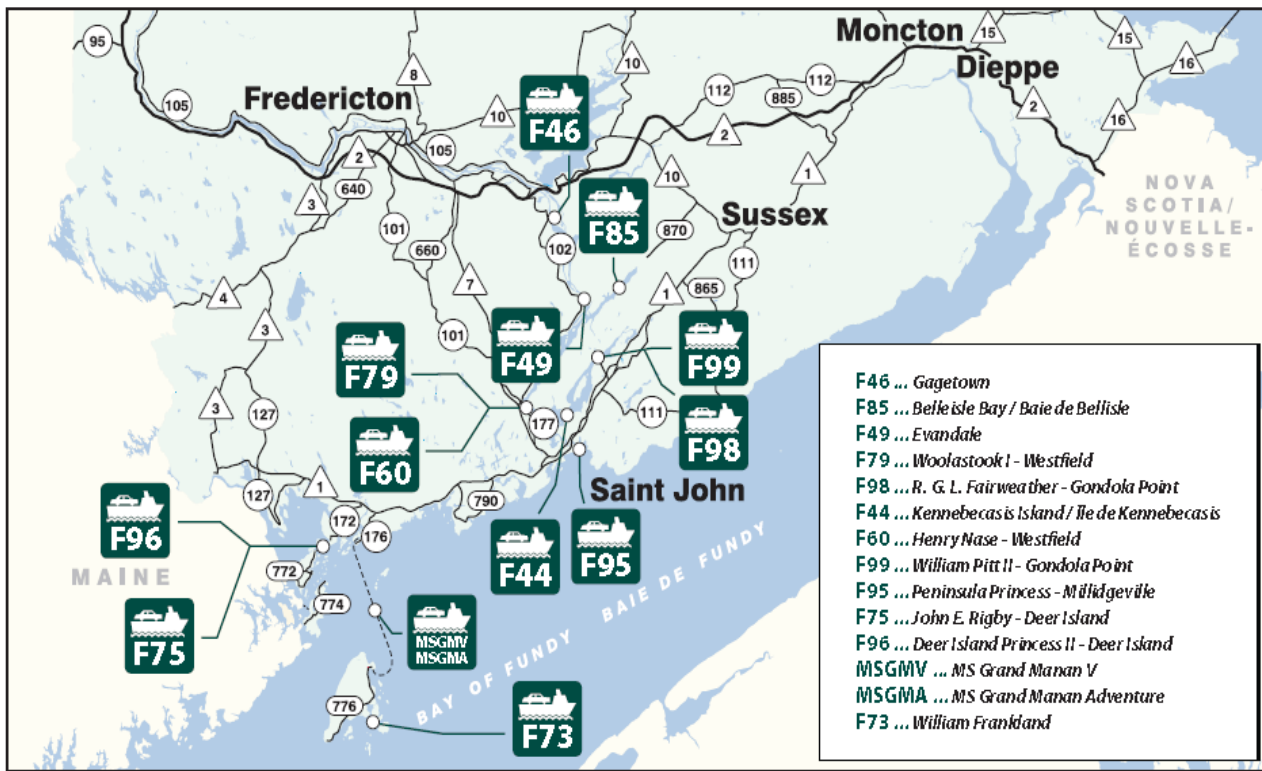 Moncton
Dieppe
Fredericton
Sussex
Saint John
NOVA
SCOTIA/
NOUVELLE-
ÉCOSSE
MAINE
BAY OF FUNDY BAIE DE FUNDY
95
105
8
10
10
112
112
885
15
15
16
16
2
2
2
105
3
640
101
660
7
102
10
870
1
111
865
1
4
3
3
127
101
177
111
127
1
790
172
176
772
774
776
F46
F85
F49
F99
F98
F79
F60
F44
F95
F96
F75
MSGMV
MSGMA
F73
F46 ... Gagetown
F85 ... Belleisle Bay / Baie de Bellisle
F49 ... Evandale
F79 ... Woolastook I - Westfield
F98 ... R. G. L. Fairweather - Gondola Point
F44 ... Kennebecasis Island / Île de Kennebecasis
F60 ... Henry Nase - Westfield
F99 ... William Pitt II - Gondola Point
F95 ... Peninsula Princess - Millidgeville
F75 ... John E. Rigby - Deer Island
F96 ... Deer Island Princess II - Deer Island
MSGMV ... MS Grand Manan V
MSGMA ... MS Grand Manan Adventure
F73 ... William Frankland